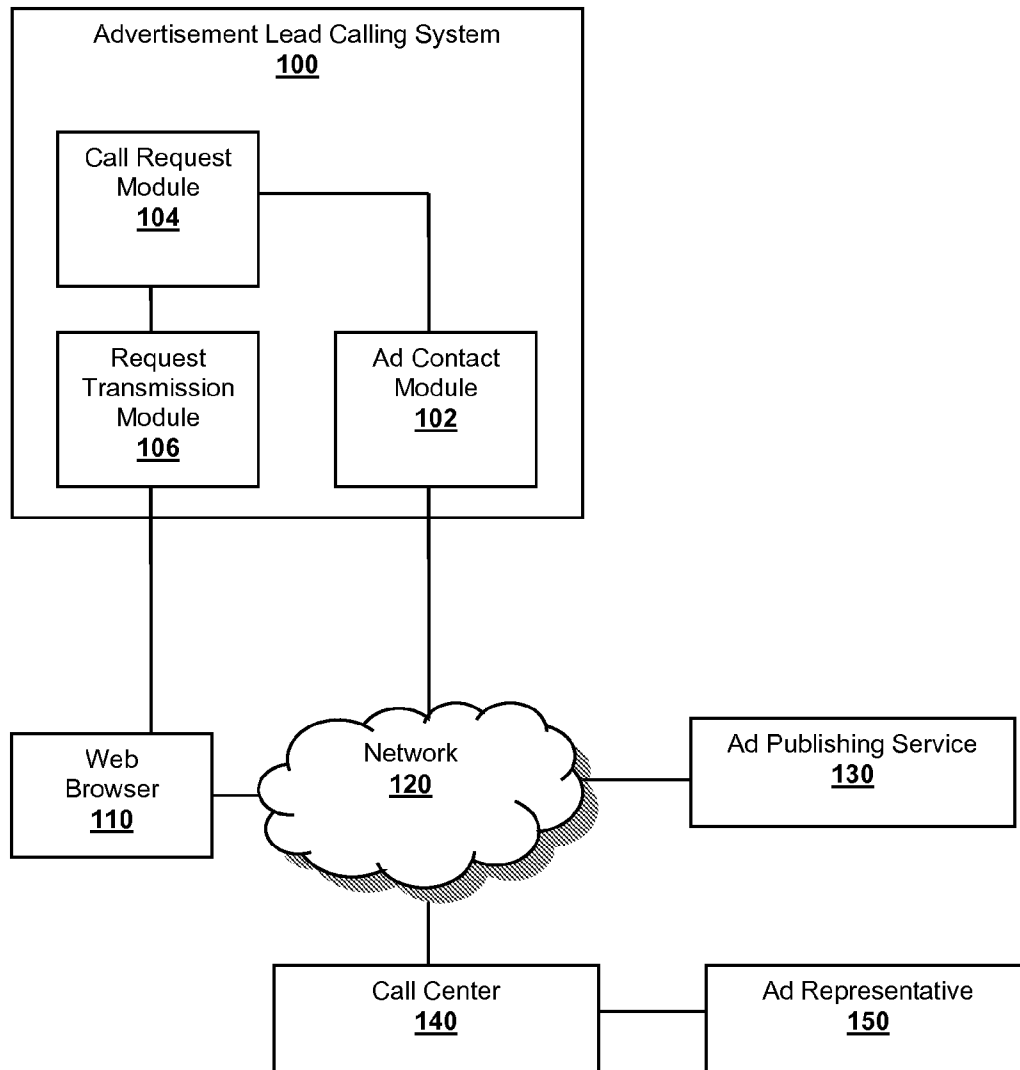 Advertisement Lead Calling System
100
Call Request
Module
104
Request
Transmission
Module
106
Ad Contact
Module
102
Web
Browser
110
Network
120
Ad Publishing Service
130
Call Center
140
Ad Representative
150